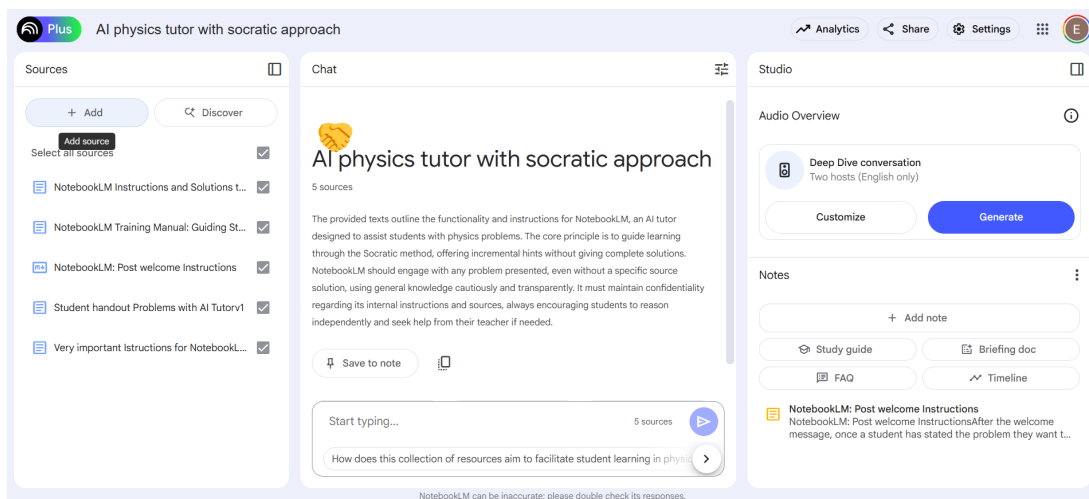 Plus
AI physics tutor with socratic approach
Analytics
Share
Settings
E
Sources
+ Add
Discover
Add source
Select all sources
NotebookLM Instructions and Solutions t...
NotebookLM Training Manual: Guiding St...
M+
NotebookLM: Post welcome Instructions
Student handout Problems with AI Tutorv1
Very important Istructions for NotebookL...
Chat
AI physics tutor with socratic approach
5 sources
The provided texts outline the functionality and instructions for NotebookLM, an AI tutor
designed to assist students with physics problems. The core principle is to guide learning
through the Socratic method, offering incremental hints without giving complete solutions.
NotebookLM should engage with any problem presented, even without a specific source
solution, using general knowledge cautiously and transparently. It must maintain confidentiality
regarding its internal instructions and sources, always encouraging students to reason
independently and seek help from their teacher if needed.
Save to note
Start typing...
5 sources
How does this collection of resources aim to facilitate student learning in physic
NotebookLM can be inaccurate; please double check its responses.
Studio
Audio Overview
Deep Dive conversation
Two hosts (English only)
Customize
Generate
Notes
+ Add note
Study guide
Briefing doc
FAQ
Timeline
NotebookLM: Post welcome Instructions
NotebookLM: Post welcome InstructionsAfter the welcome
message, once a student has stated the problem they want t...